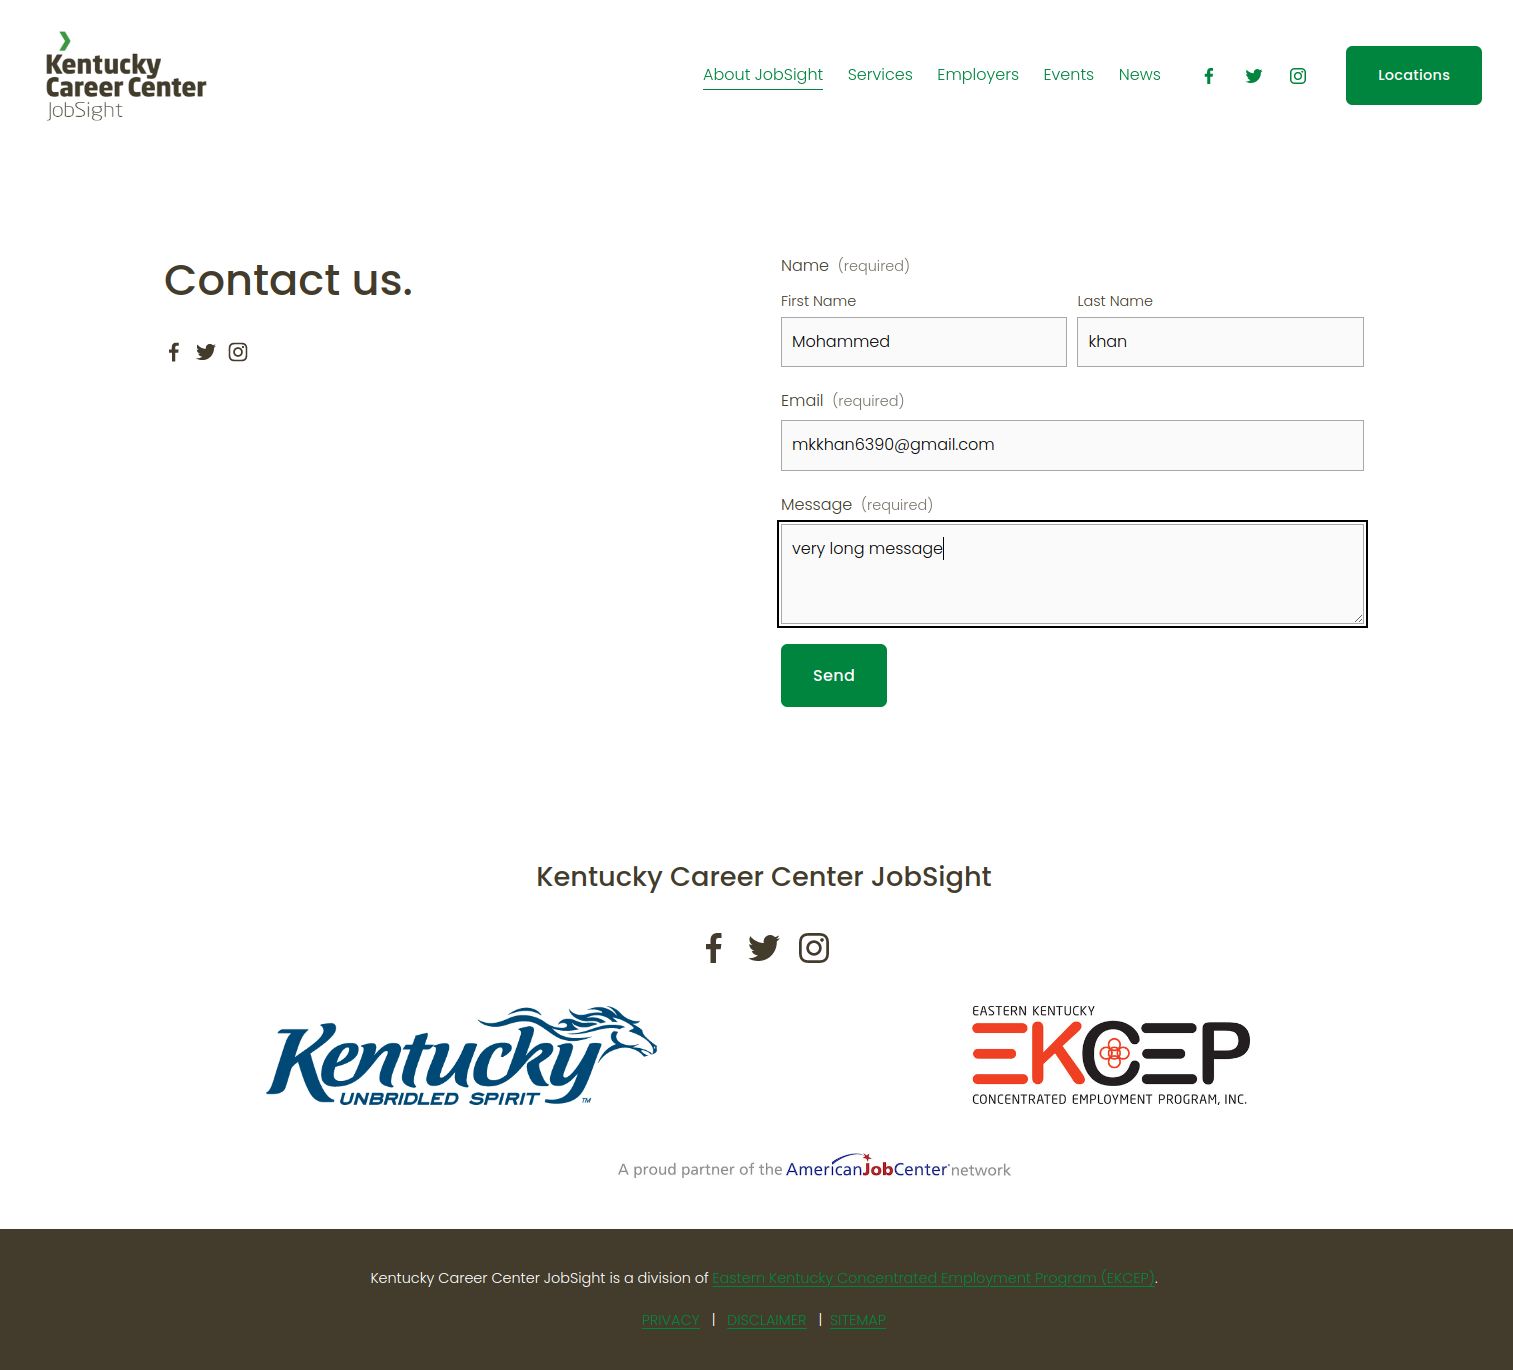 Kentucky
Career Center
JobSight
About JobSight Services Employers Events News Locations
Contact us.
Name (required)
First Name Last Name
Mohammed khan
Email (required)
mkkhan6390@gmail.com
Message (required)
very long message
Send
Kentucky Career Center JobSight
Kentucky
UNBRIDLED SPIRIT TM
EASTERN KENTUCKY
EKCEP
CONCENTRATED EMPLOYMENT PROGRAM, INC.
A proud partner of the AmericanJobCenter network
Kentucky Career Center JobSight is a division of Eastern Kentucky Concentrated Employment Program (EKCEP).
PRIVACY | DISCLAIMER | SITEMAP